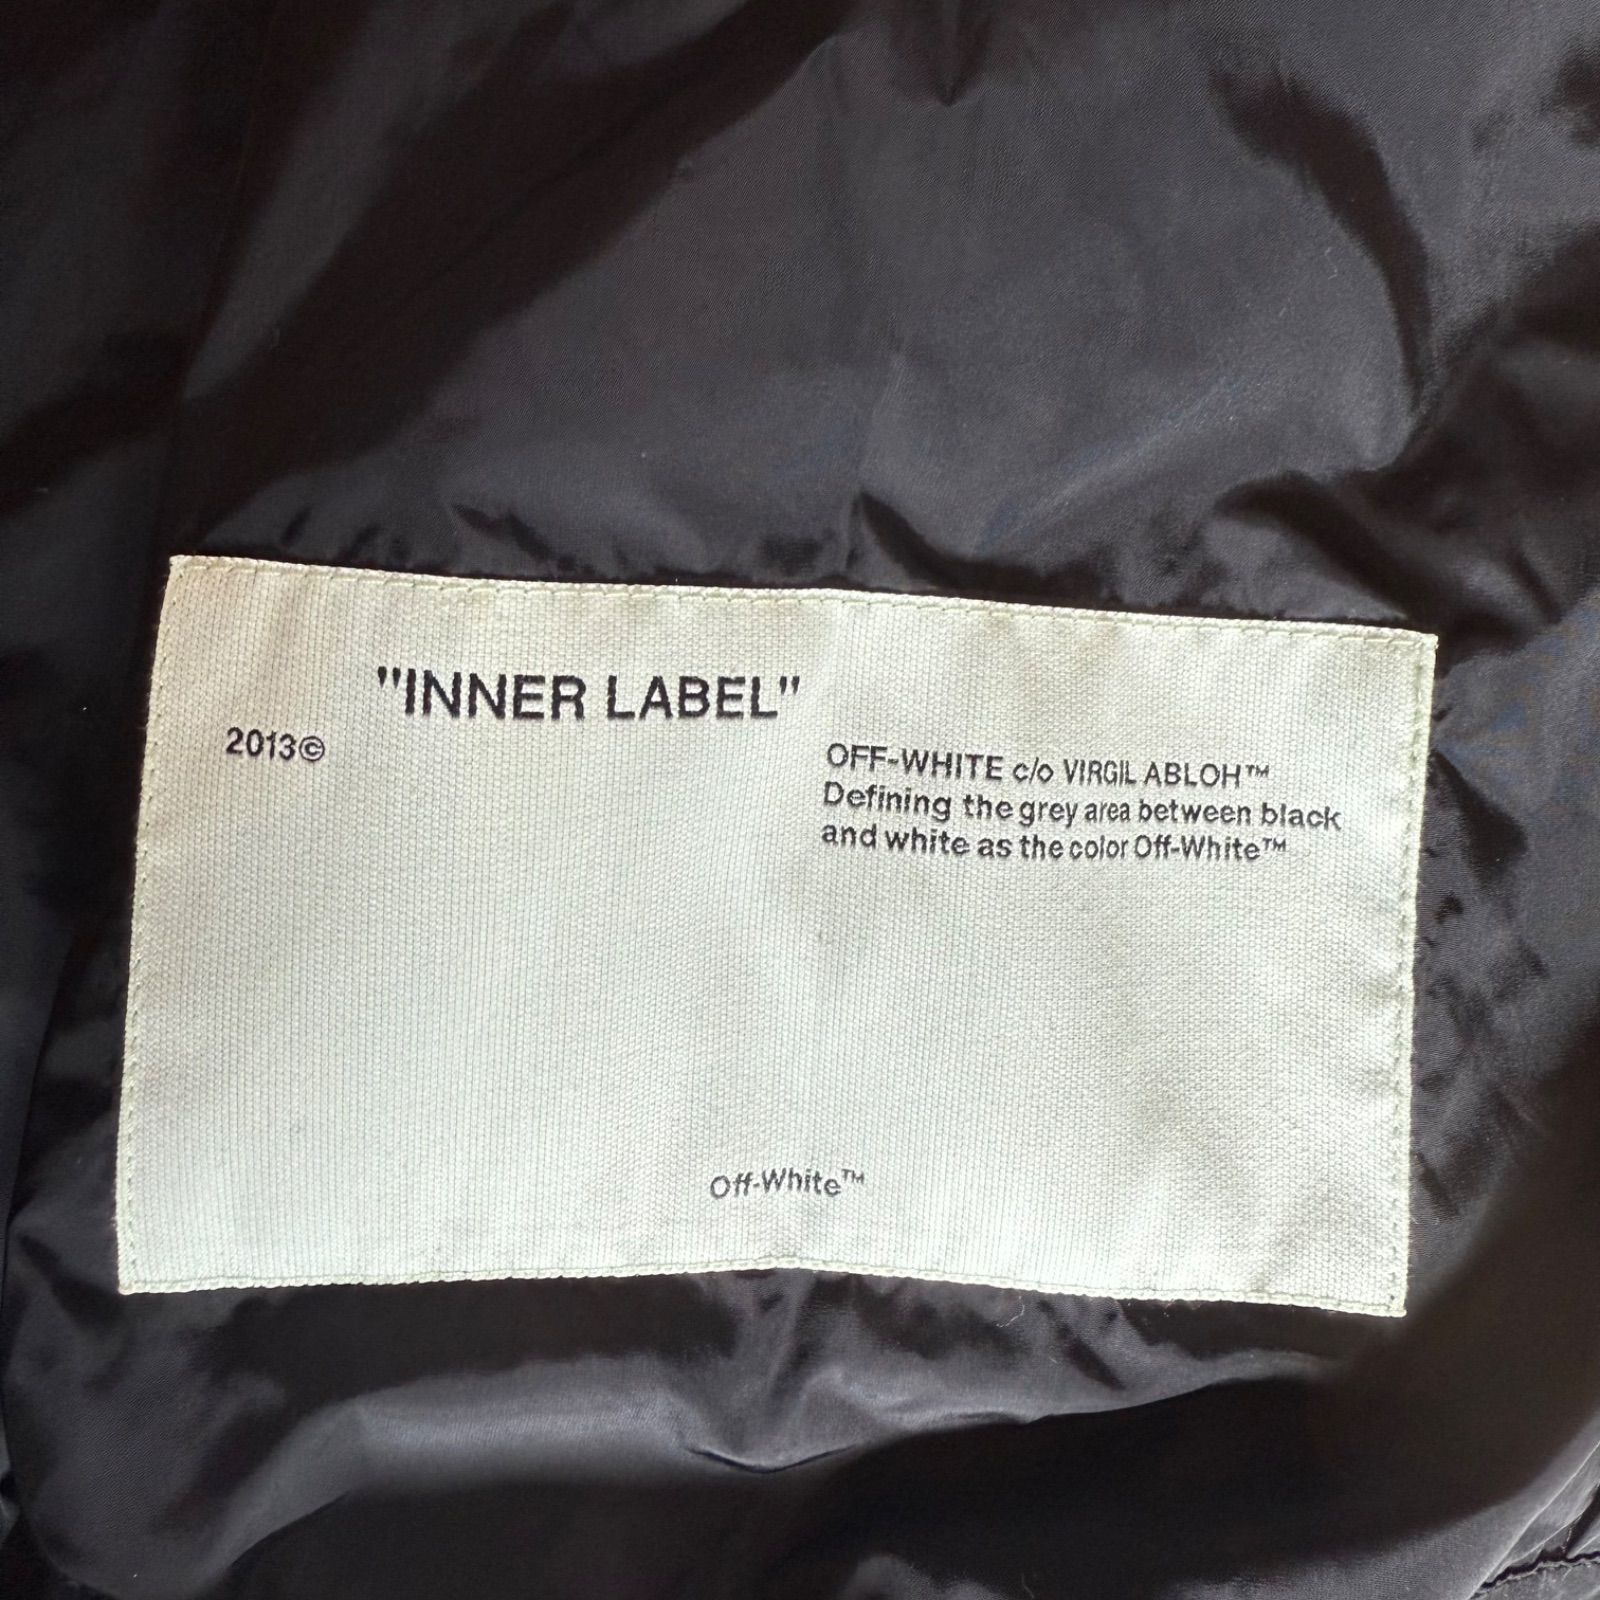 "INNER LABEL"
2013©
OFF-WHITE c/o VIRGIL ABLOH™
Defining the grey area between black
and white as the color Off-White™
Off-White™